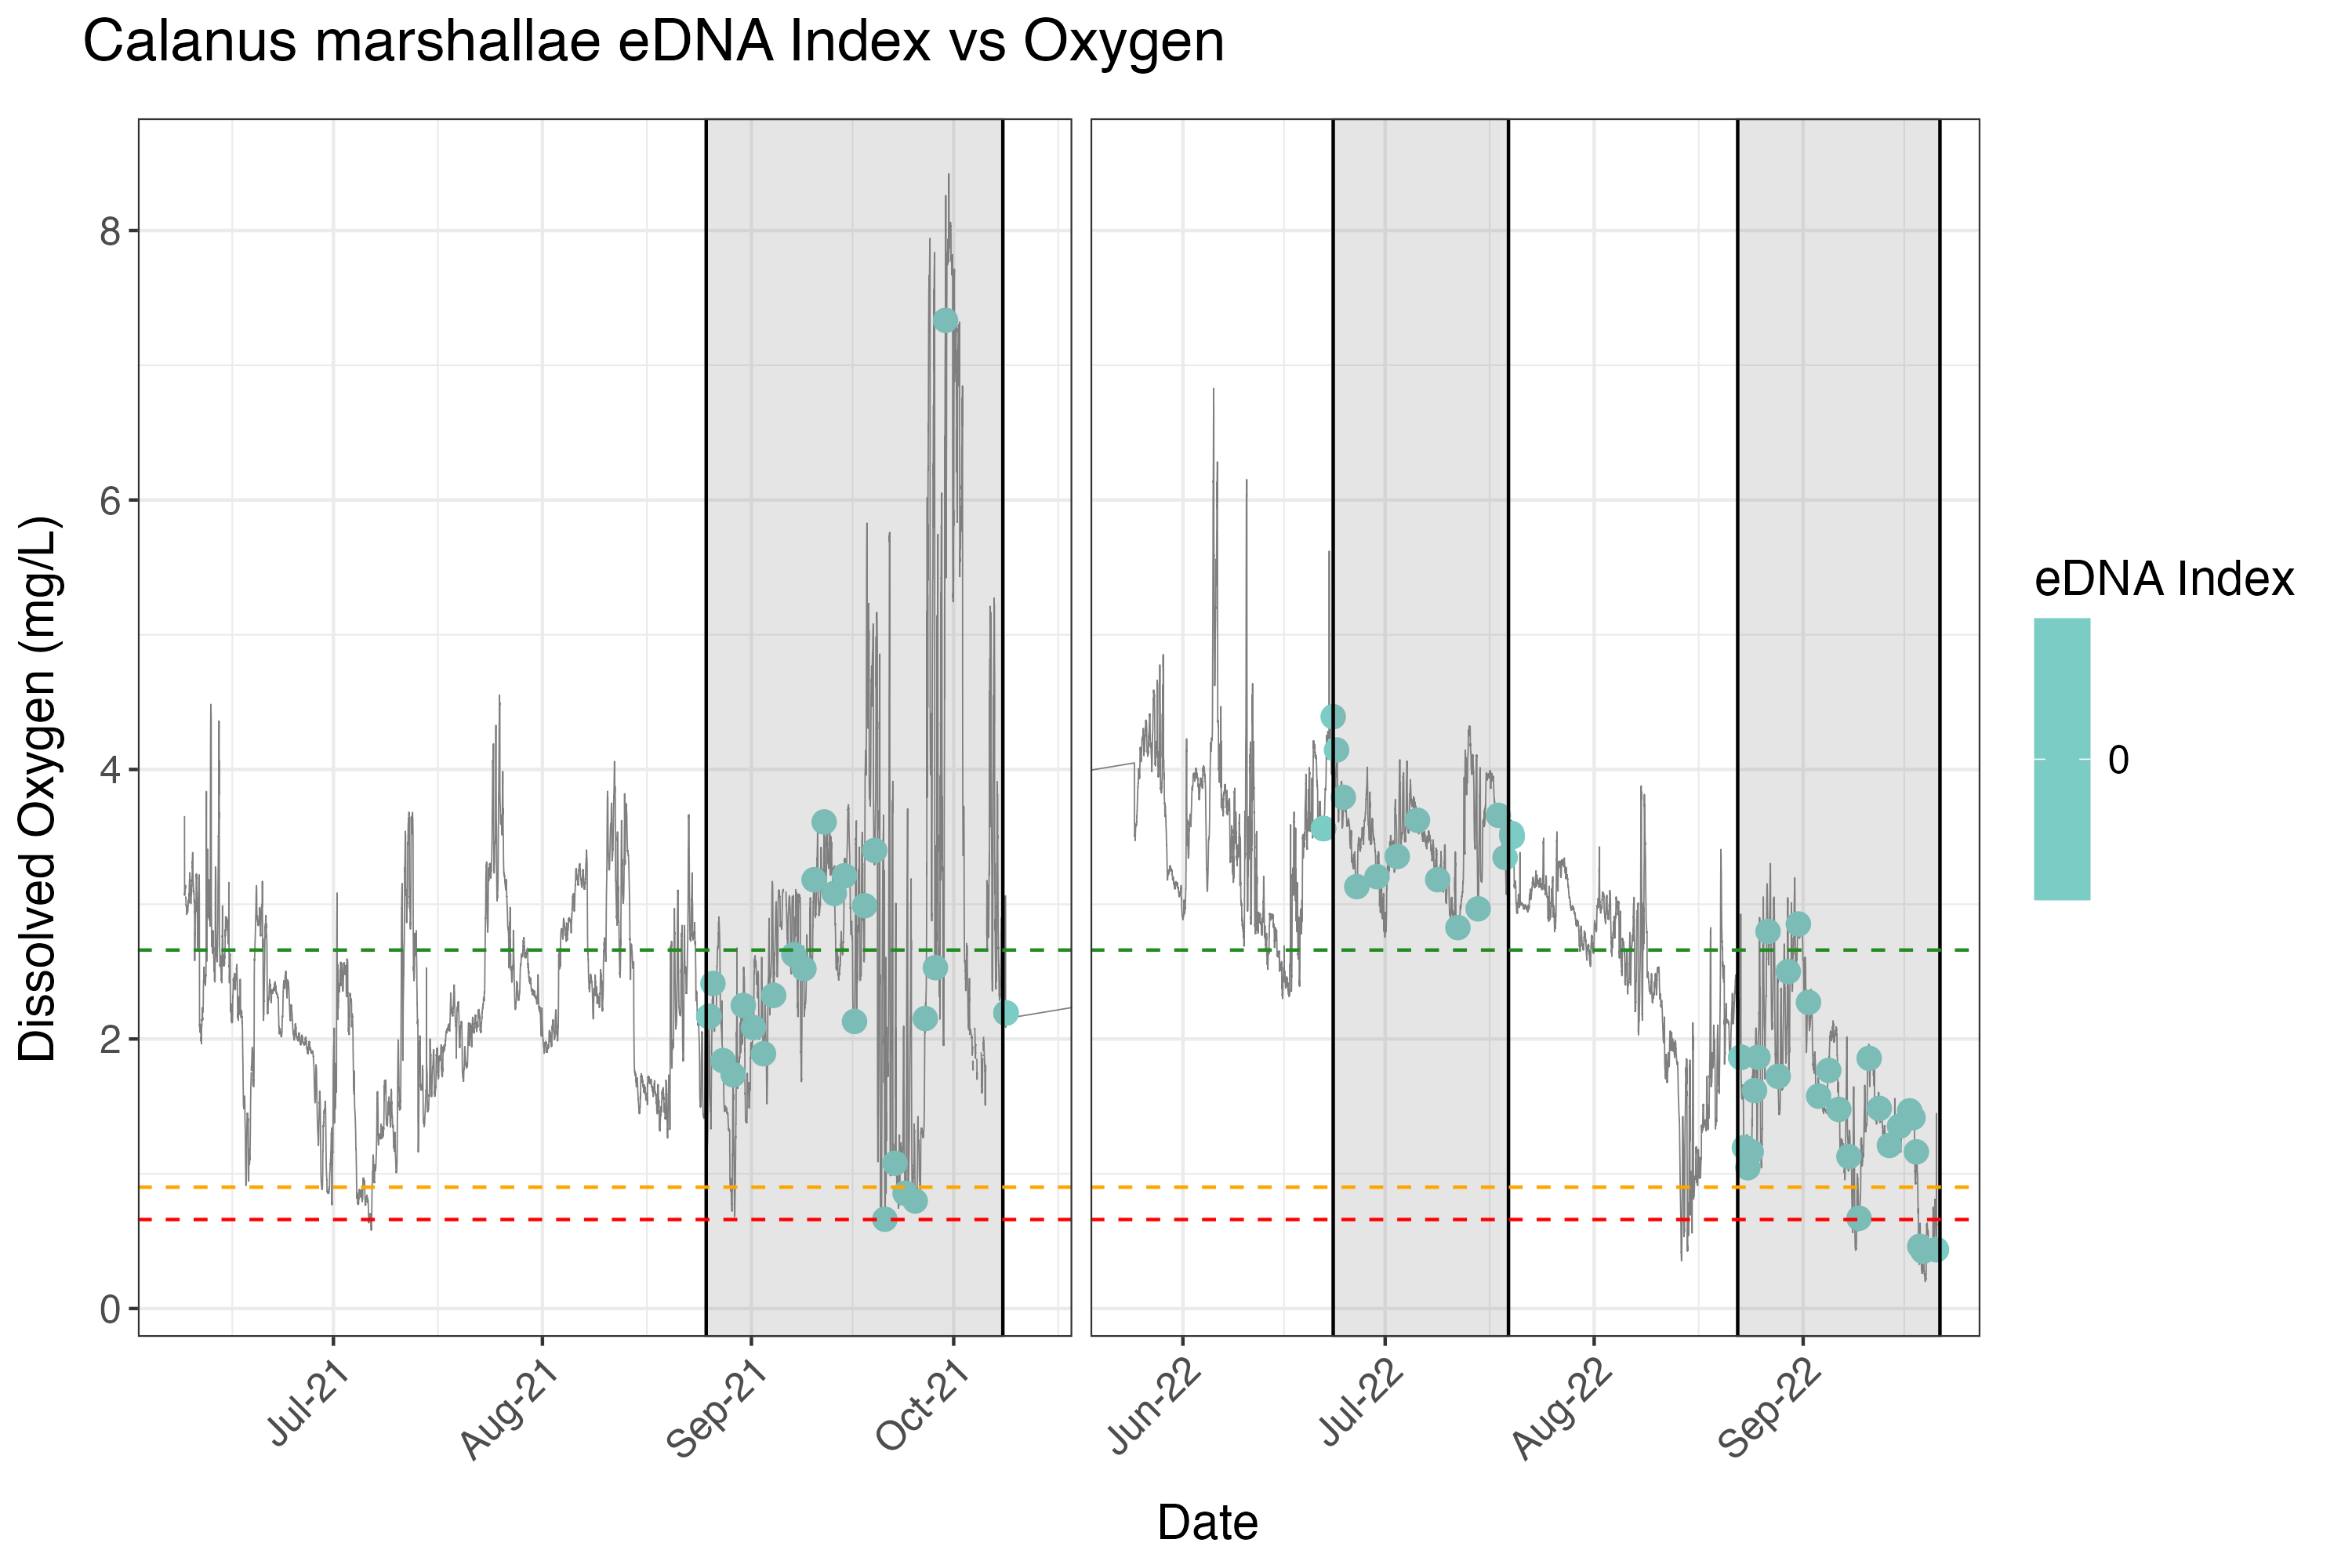 Calanus marshallae eDNA Index vs Oxygen
Dissolved Oxygen (mg/L)
8
6
4
2
0
Jul-21
Aug-21
Sep-21
Oct-21
Jun-22
Jul-22
Aug-22
Sep-22
Date
eDNA Index
0